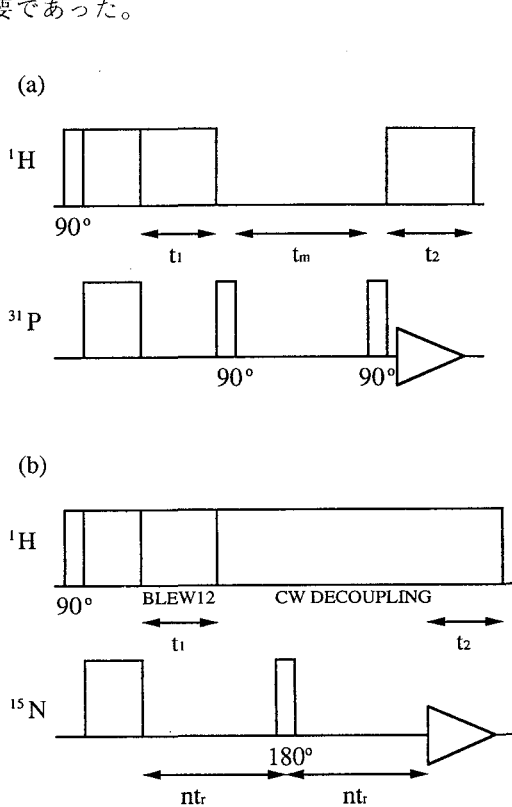 要であった。
(a)
¹H
90°
t₁ tₘ t₂
³¹P
90° 90°
(b)
¹H
90° BLEW12 CW DECOUPLING
t₁ t₂
¹⁵N
180°
ntᵣ ntᵣ